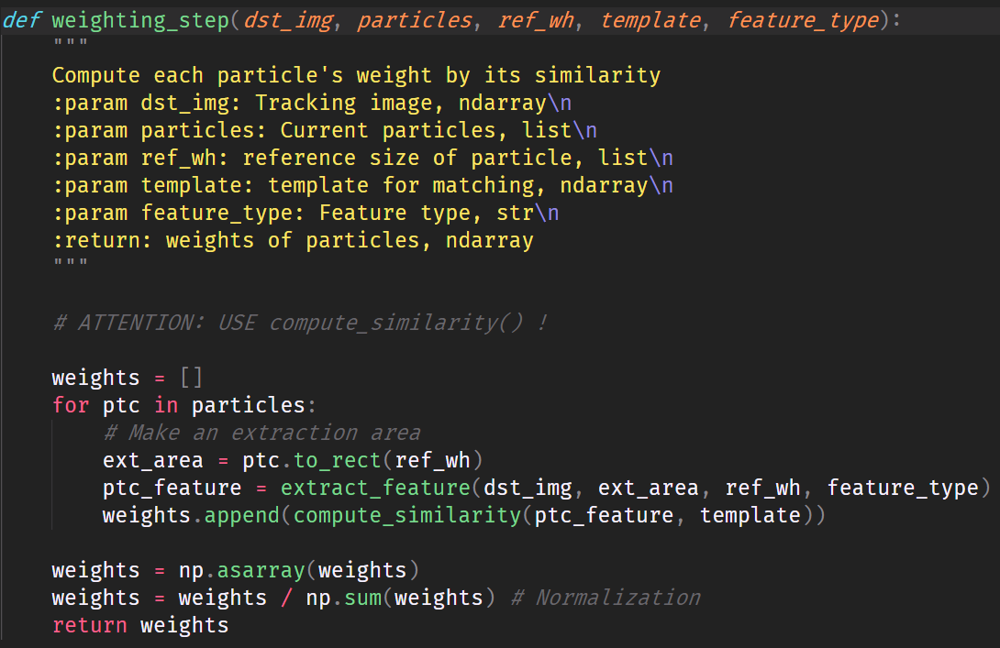 def weighting_step(dst_img, particles, ref_wh, template, feature_type):
    """
    Compute each particle's weight by its similarity
    :param dst_img: Tracking image, ndarray\n
    :param particles: Current particles, list\n
    :param ref_wh: reference size of particle, list\n
    :param template: template for matching, ndarray\n
    :param feature_type: Feature type, str\n
    :return: weights of particles, ndarray
    """
    # ATTENTION: USE compute_similarity() !
    weights = []
    for ptc in particles:
        # Make an extraction area
        ext_area = ptc.to_rect(ref_wh)
        ptc_feature = extract_feature(dst_img, ext_area, ref_wh, feature_type)
        weights.append(compute_similarity(ptc_feature, template))
    weights = np.asarray(weights)
    weights = weights / np.sum(weights) # Normalization
    return weights